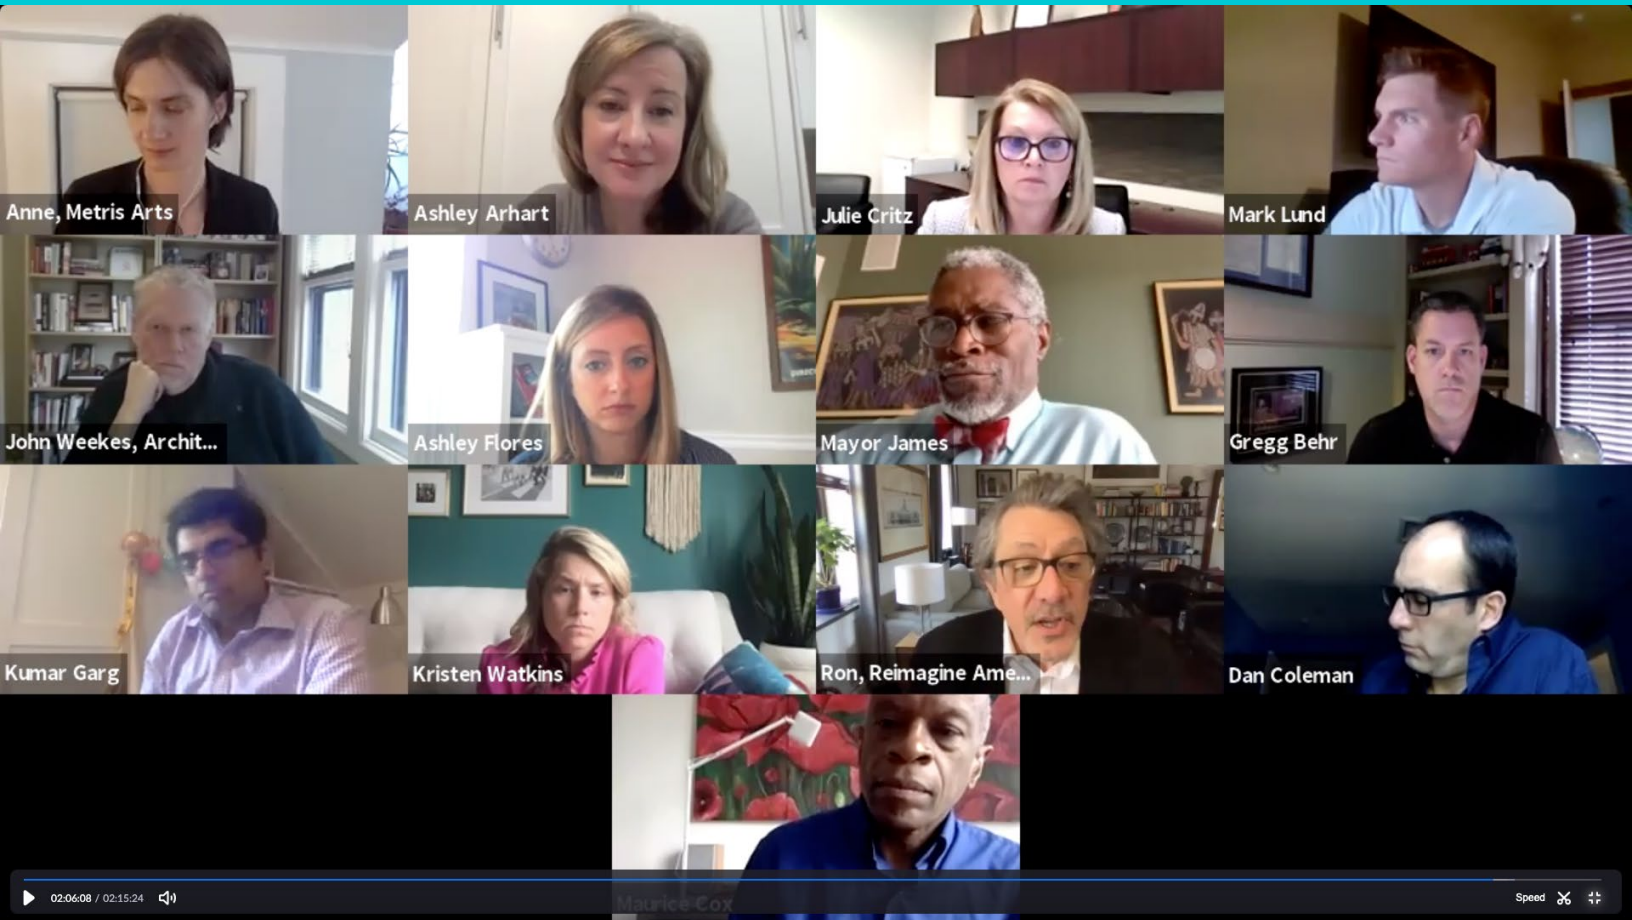 Anne, Metris Arts
Ashley Arhart
Julie Critz
Mark Lund
John Weekes, Archit...
Ashley Flores
Mayor James
Gregg Behr
Kumar Garg
Kristen Watkins
Ron, Reimagine Ame...
Dan Coleman
Maurice Cox
02:06:08 / 02:15:24
Speed